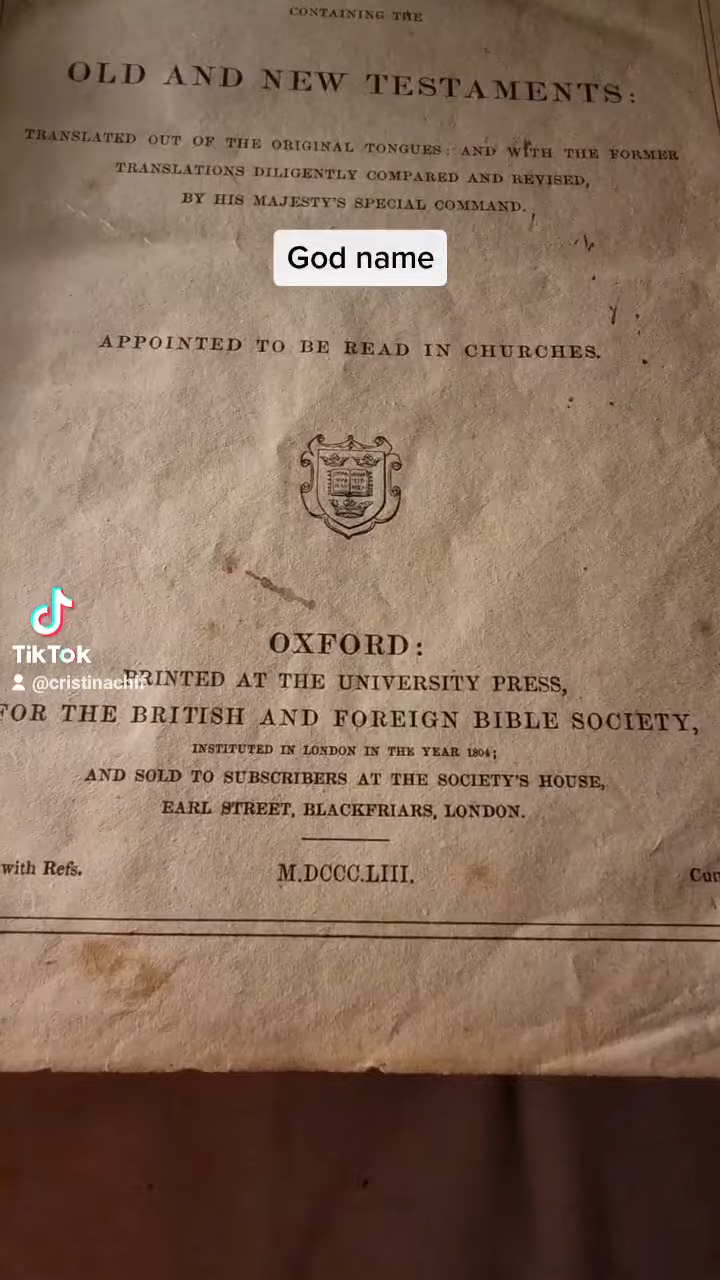 CONTAINING THE
OLD AND NEW TESTAMENTS:
TRANSLATED OUT OF THE ORIGINAL TONGUES: AND WITH THE FORMER
TRANSLATIONS DILIGENTLY COMPARED AND REVISED,
BY HIS MAJESTY'S SPECIAL COMMAND.
God name
APPOINTED TO BE READ IN CHURCHES.
OXFORD:
TikTok
PRINTED AT THE UNIVERSITY PRESS,
FOR THE BRITISH AND FOREIGN BIBLE SOCIETY,
INSTITUTED IN LONDON IN THE YEAR 1804;
AND SOLD TO SUBSCRIBERS AT THE SOCIETY'S HOUSE,
EARL STREET, BLACKFRIARS, LONDON.
with Refs.
M.DCCC.LIII.